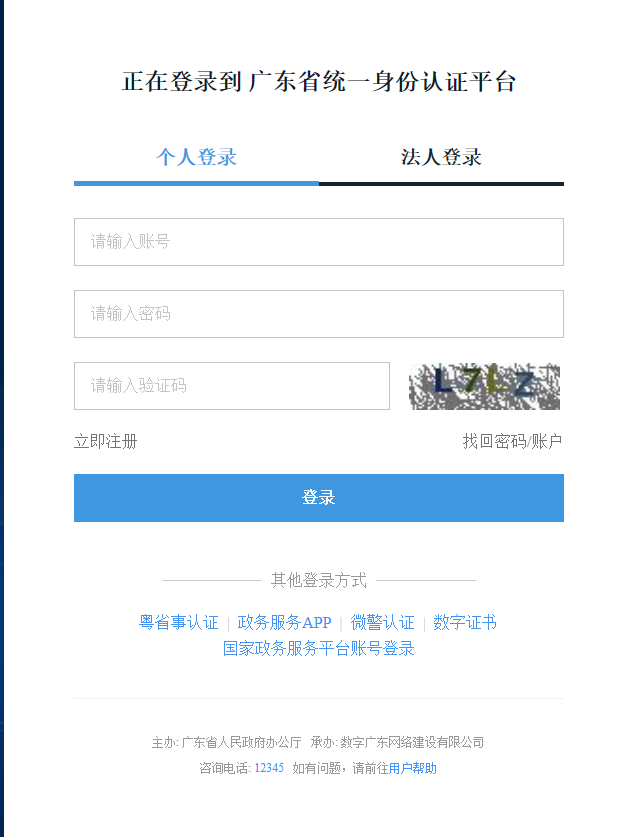 正在登录到 广东省统一身份认证平台
个人登录 法人登录
请输入账号
请输入密码
请输入验证码 L7LZ
立即注册 找回密码/账户
登录
其他登录方式
粤省事认证 | 政务服务APP | 微警认证 | 数字证书
国家政务服务平台账号登录
主办: 广东省人民政府办公厅 承办: 数字广东网络建设有限公司
咨询电话: 12345 如有问题，请前往用户帮助